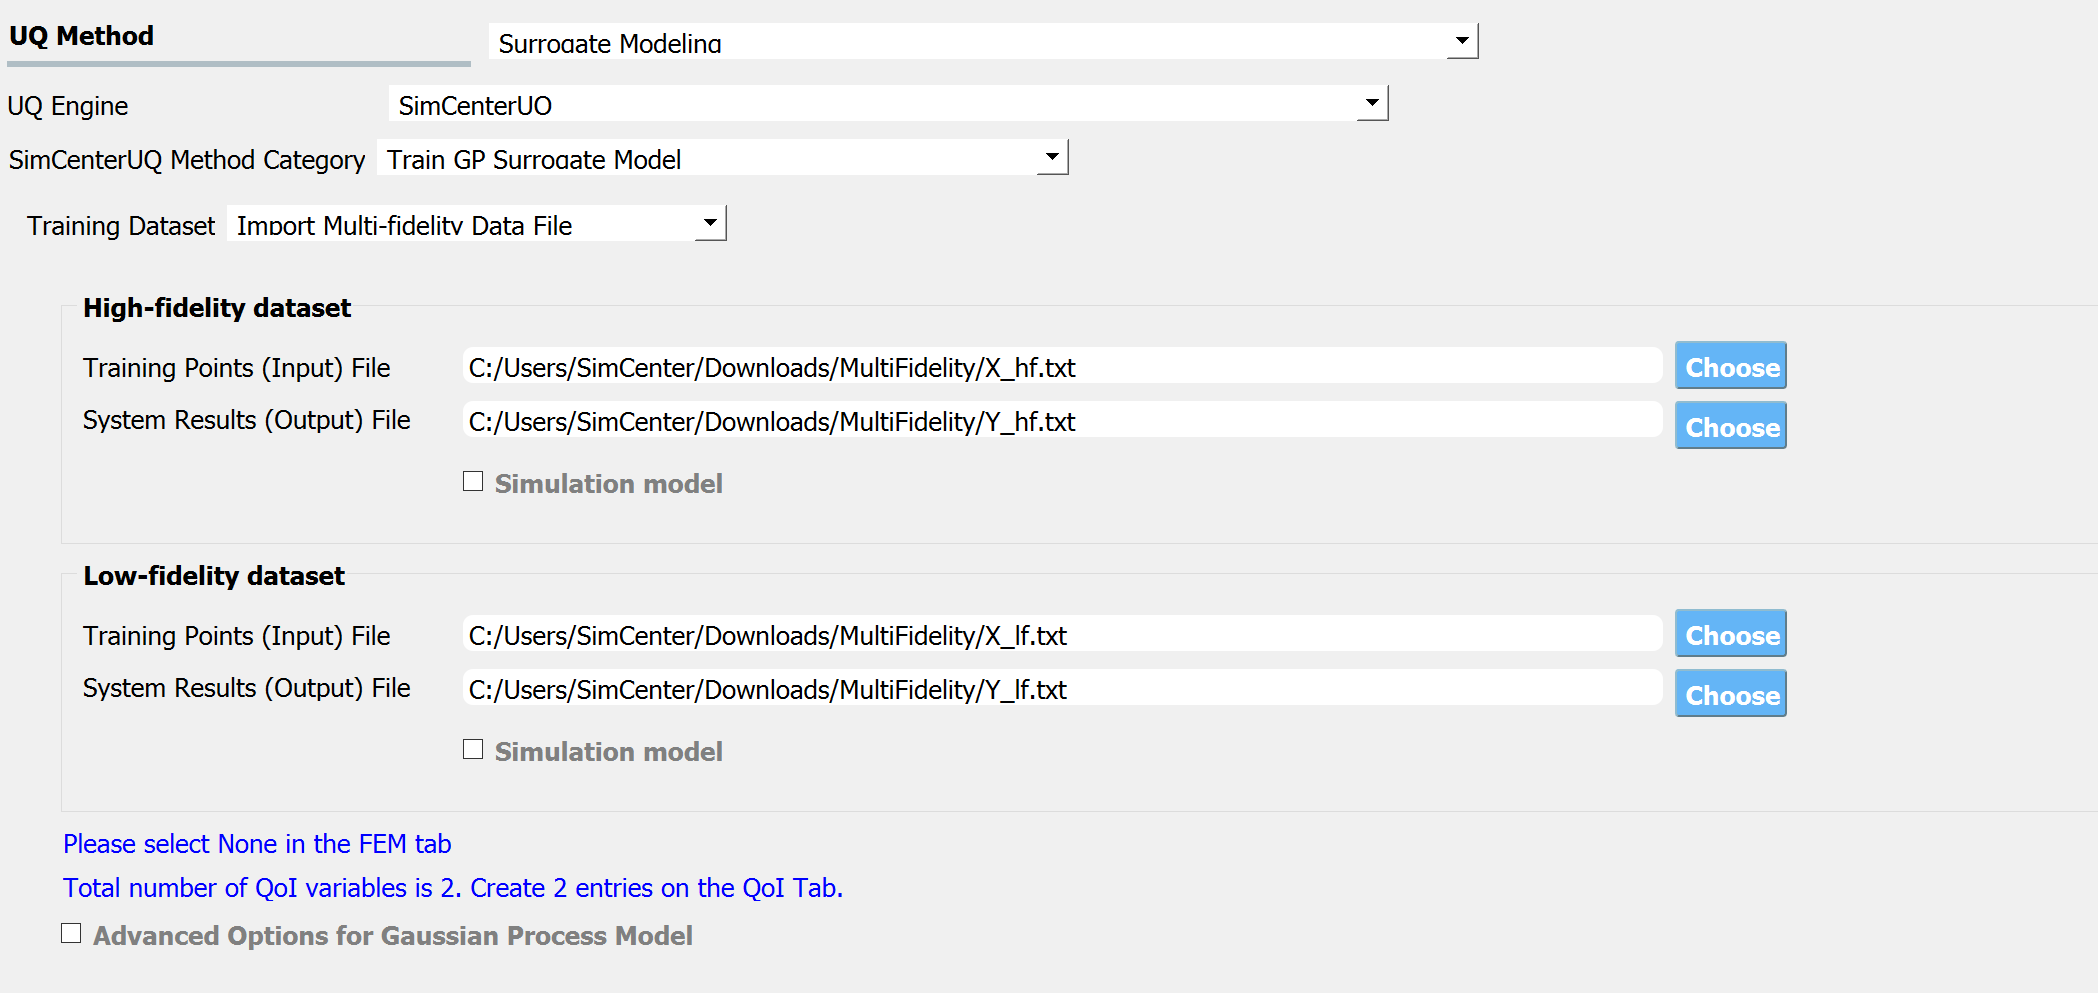 UQ Method Surrogate Modeling
UQ Engine SimCenterUQ
SimCenterUQ Method Category Train GP Surrogate Model
Training Dataset Import Multi-fidelity Data File
High-fidelity dataset
Training Points (Input) File C:/Users/SimCenter/Downloads/MultiFidelity/X_hf.txt Choose
System Results (Output) File C:/Users/SimCenter/Downloads/MultiFidelity/Y_hf.txt Choose
Simulation model
Low-fidelity dataset
Training Points (Input) File C:/Users/SimCenter/Downloads/MultiFidelity/X_lf.txt Choose
System Results (Output) File C:/Users/SimCenter/Downloads/MultiFidelity/Y_lf.txt Choose
Simulation model
Please select None in the FEM tab
Total number of QoI variables is 2. Create 2 entries on the QoI Tab.
Advanced Options for Gaussian Process Model